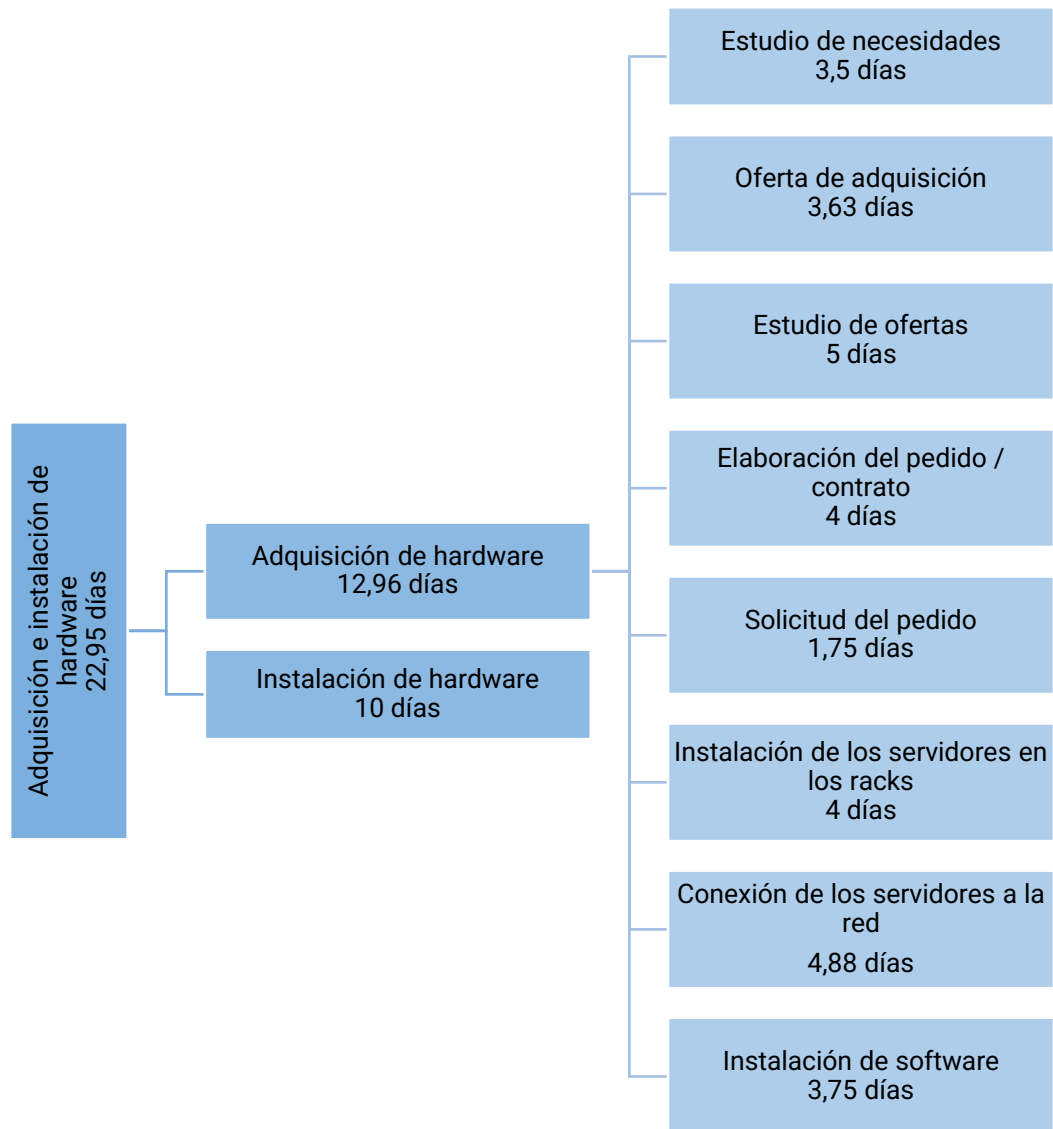 Adquisición e instalación de
hardware
22,95 días
Adquisición de hardware
12,96 días
Instalación de hardware
10 días
Estudio de necesidades
3,5 días
Oferta de adquisición
3,63 días
Estudio de ofertas
5 días
Elaboración del pedido /
contrato
4 días
Solicitud del pedido
1,75 días
Instalación de los servidores en
los racks
4 días
Conexión de los servidores a la
red
4,88 días
Instalación de software
3,75 días